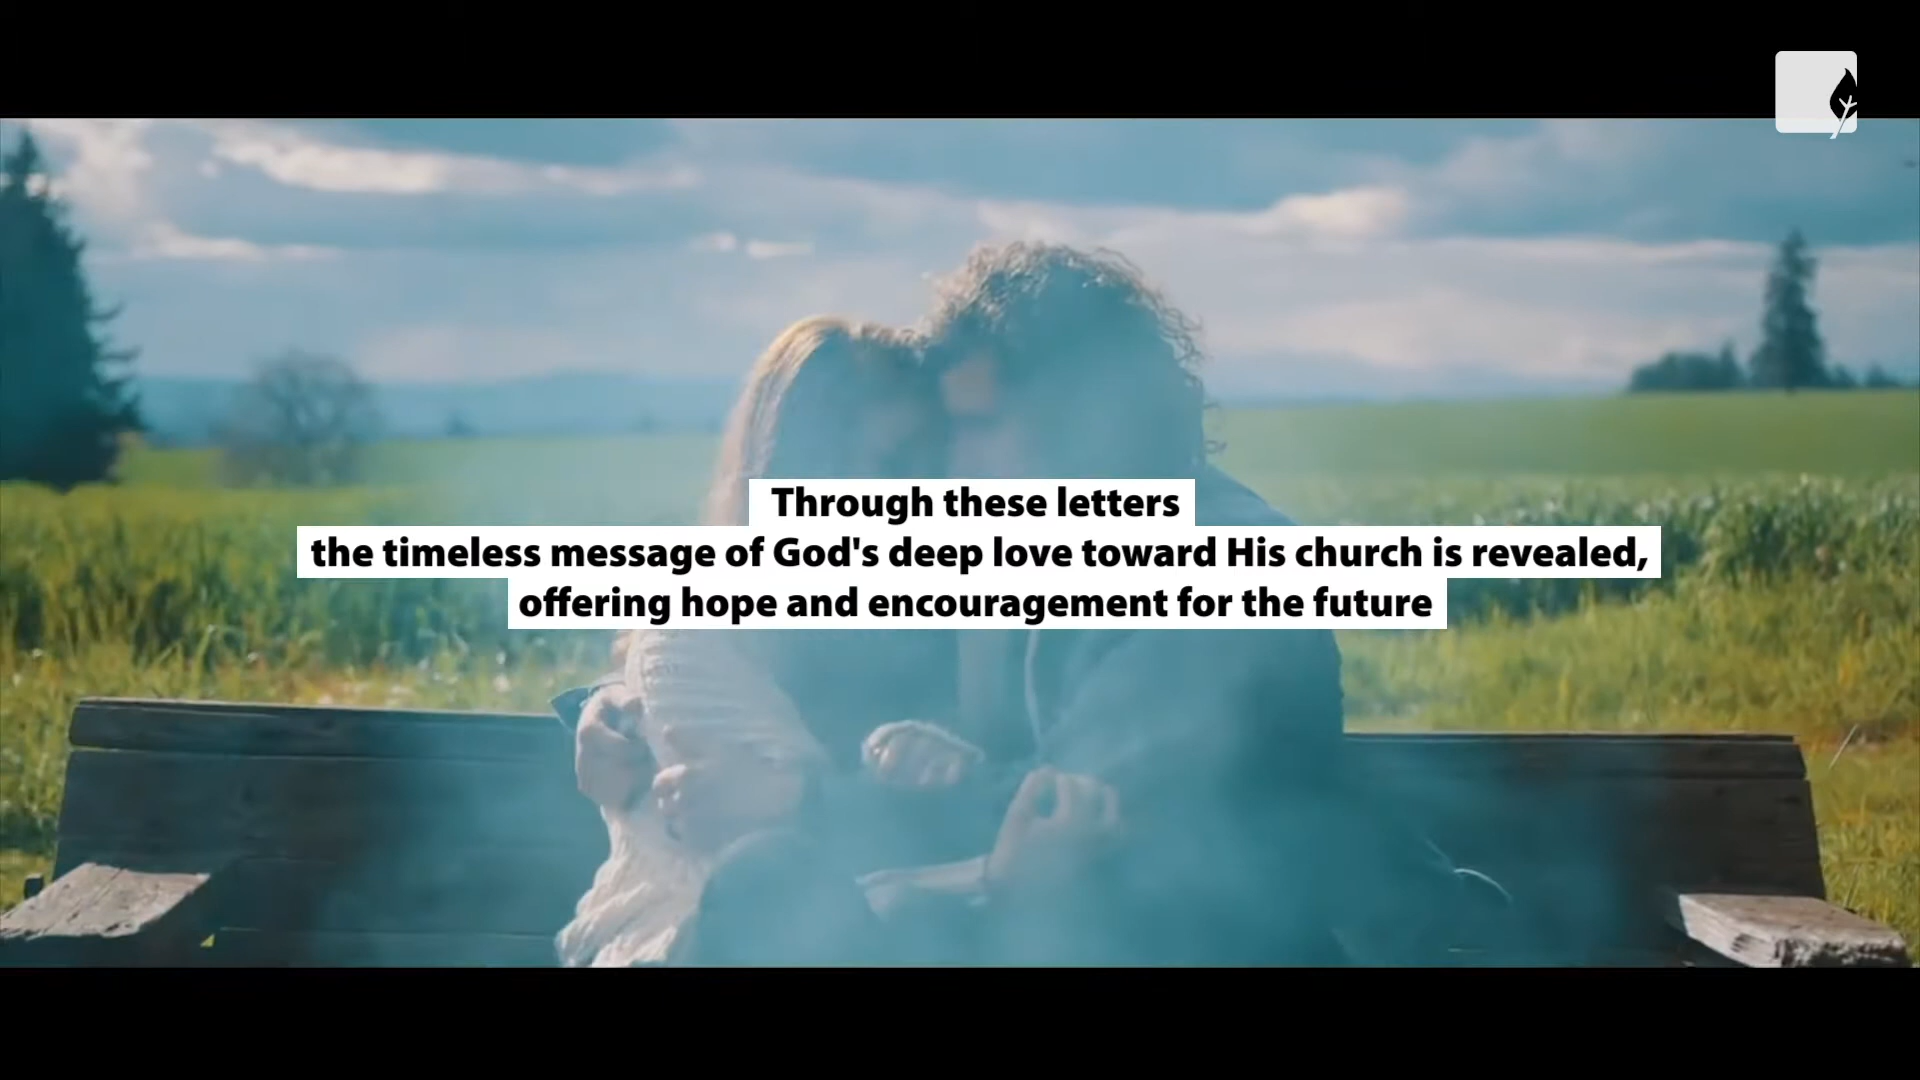 Through these letters
the timeless message of God's deep love toward His church is revealed,
offering hope and encouragement for the future